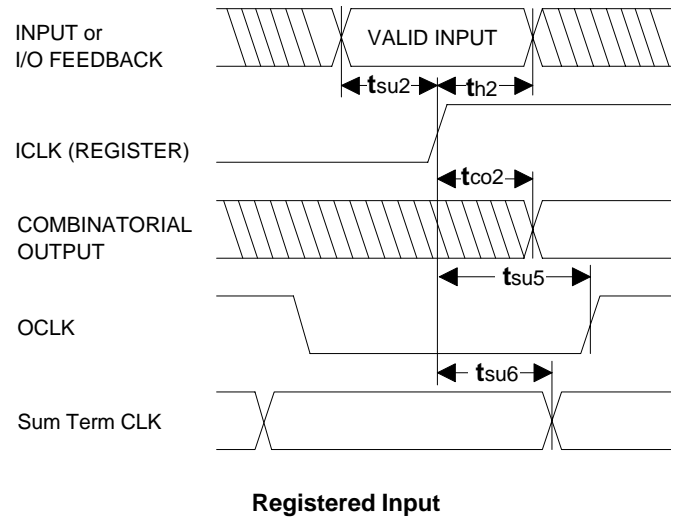 INPUT or
I/O FEEDBACK
VALID INPUT
tsu2
th2
ICLK (REGISTER)
tco2
COMBINATORIAL
OUTPUT
tsu5
OCLK
tsu6
Sum Term CLK
Registered Input